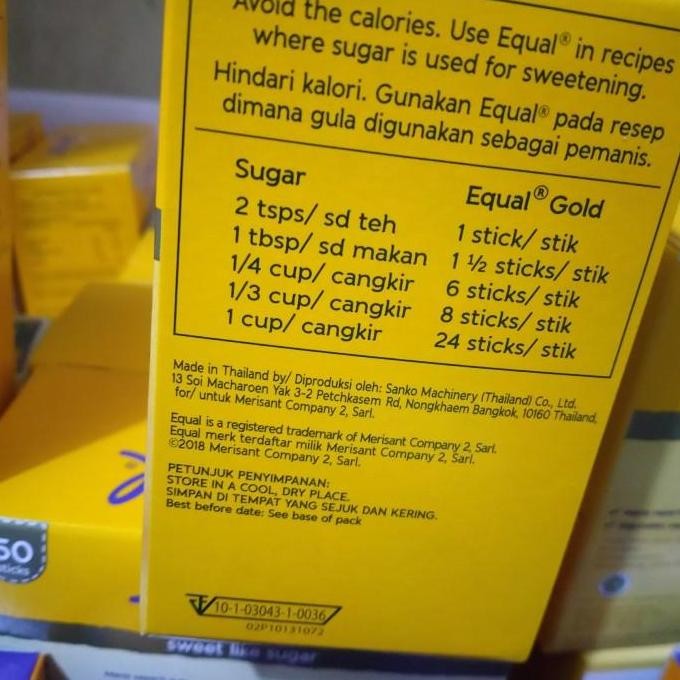 Avoid the calories. Use Equal® in recipes
where sugar is used for sweetening.
Hindari kalori. Gunakan Equal® pada resep
dimana gula digunakan sebagai pemanis.
Sugar Equal® Gold
2 tsps/ sd teh 1 stick/ stik
1 tbsp/ sd makan 1 ½ sticks/ stik
1/4 cup/ cangkir 6 sticks/ stik
1/3 cup/ cangkir 8 sticks/ stik
1 cup/ cangkir 24 sticks/ stik
Made in Thailand by/ Diproduksi oleh: Sanko Machinery (Thailand) Co., Ltd.
13 Soi Macharoen Yak 3-2 Petchkasem Rd, Nongkhaem Bangkok, 10160 Thailand,
for/ untuk Merisant Company 2, Sarl.
Equal is a registered trademark of Merisant Company 2, Sarl.
Equal merk terdaftar milik Merisant Company 2, Sarl.
©2018 Merisant Company 2, Sarl.
PETUNJUK PENYIMPANAN:
STORE IN A COOL, DRY PLACE.
SIMPAN DI TEMPAT YANG SEJUK DAN KERING.
Best before date: See base of pack
10-1-03043-1-0036
02P10131072
50
sticks
sweet like sugar